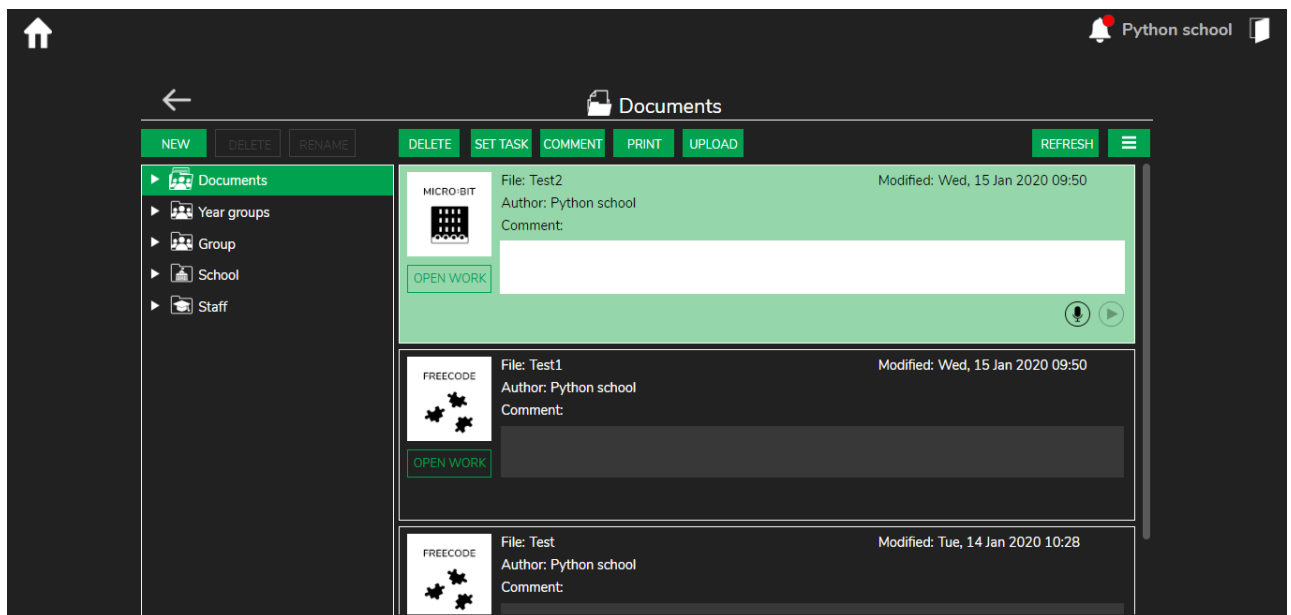 Python school
Documents
NEW DELETE RENAME DELETE SET TASK COMMENT PRINT UPLOAD REFRESH
Documents
Year groups
Group
School
Staff
MICRO:BIT
File: Test2 Modified: Wed, 15 Jan 2020 09:50
Author: Python school
Comment:
OPEN WORK
FREECODE
File: Test1 Modified: Wed, 15 Jan 2020 09:50
Author: Python school
Comment:
OPEN WORK
FREECODE
File: Test Modified: Tue, 14 Jan 2020 10:28
Author: Python school
Comment: